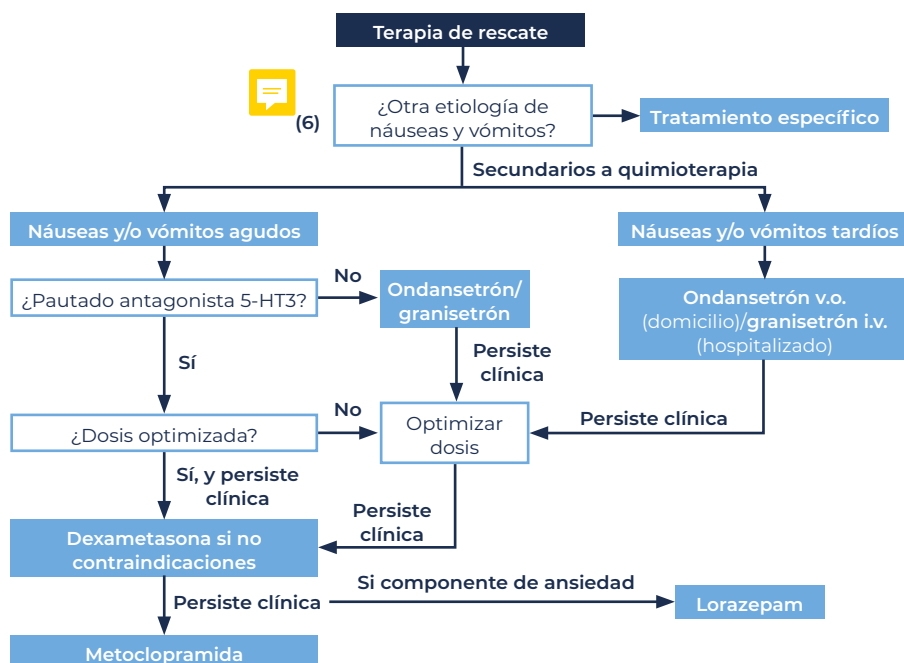 Terapia de rescate
(6)
¿Otra etiología de
náuseas y vómitos?
Tratamiento específico
Secundarios a quimioterapia
Náuseas y/o vómitos agudos
Náuseas y/o vómitos tardíos
¿Pautado antagonista 5-HT3?
No
Ondansetrón/
granisetrón
Ondansetrón v.o.
(domicilio)/granisetrón i.v.
(hospitalizado)
Sí
Persiste
clínica
¿Dosis optimizada?
No
Optimizar
dosis
Persiste clínica
Sí, y persiste
clínica
Persiste
clínica
Dexametasona si no
contraindicaciones
Persiste clínica
Si componente de ansiedad
Lorazepam
Metoclopramida